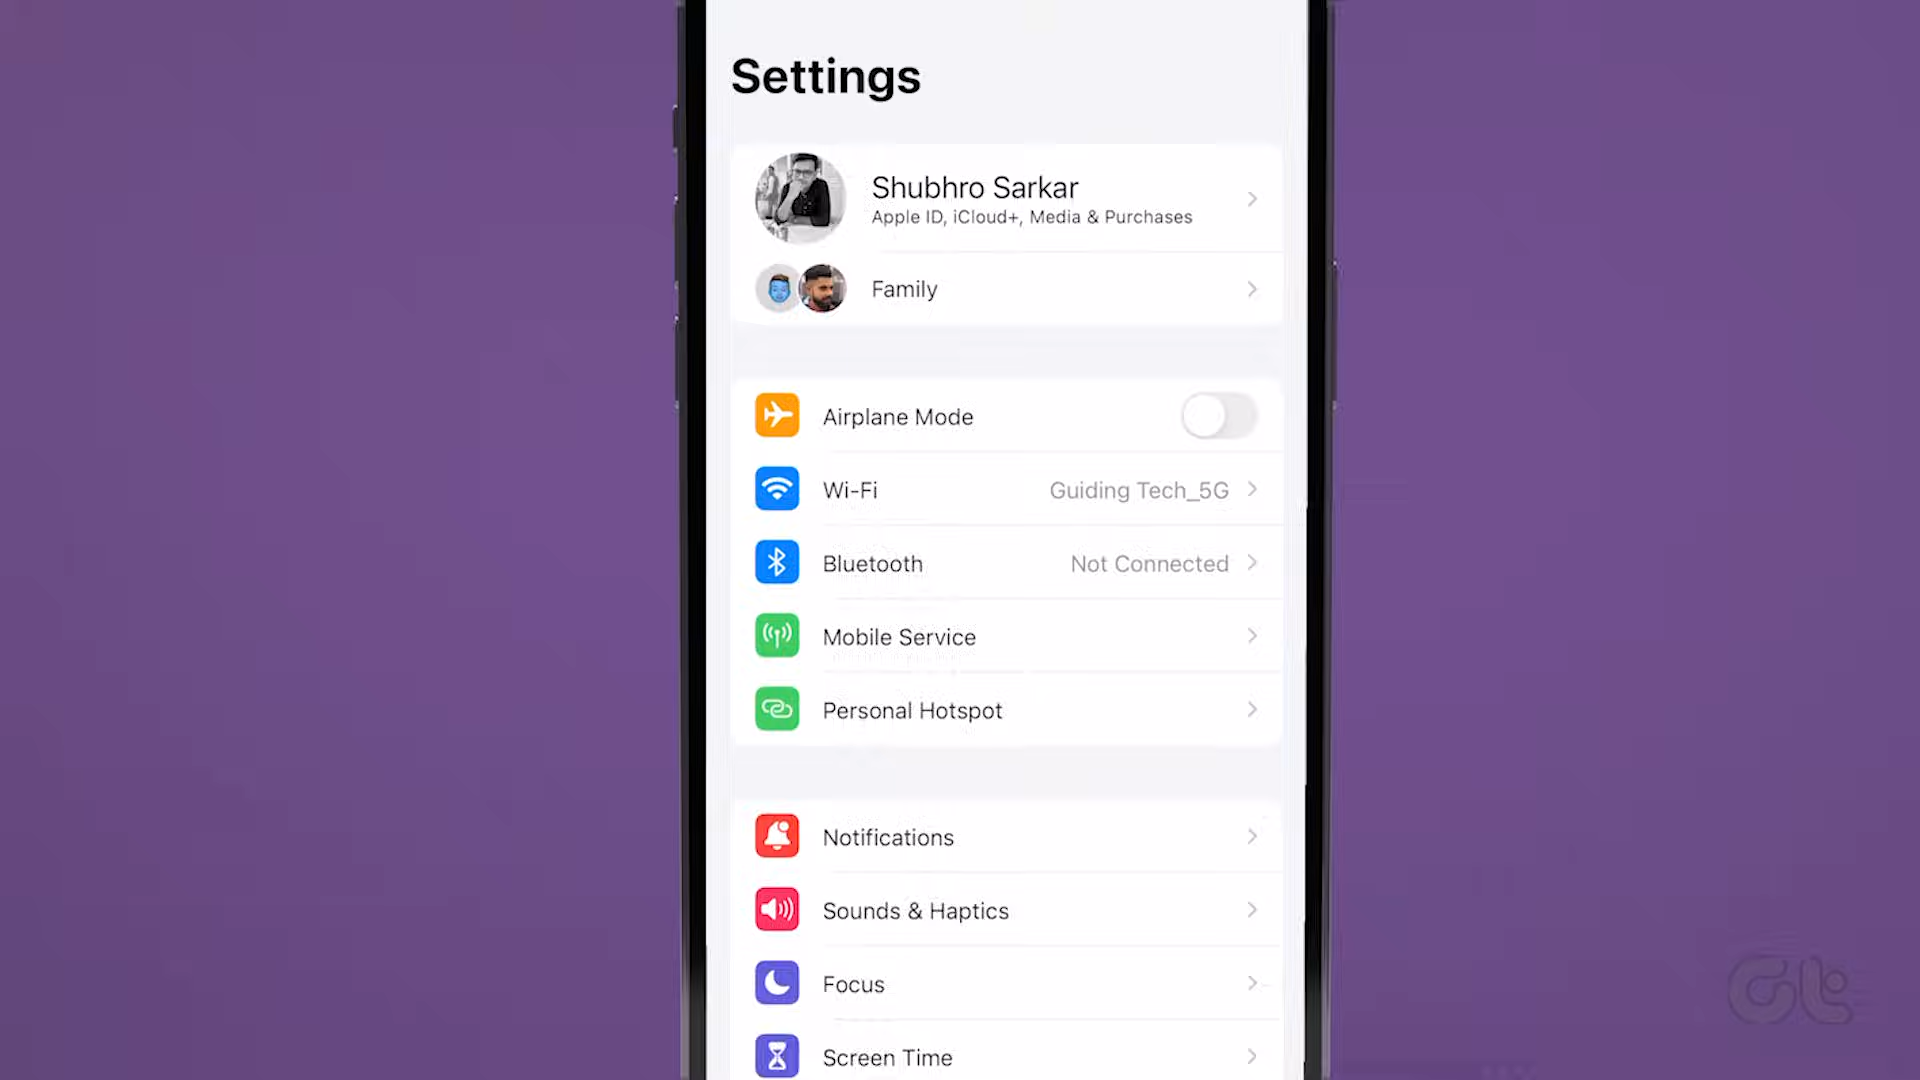 Settings
Shubhro Sarkar
Apple ID, iCloud+, Media & Purchases
Family
Airplane Mode
Wi-Fi Guiding Tech_5G
Bluetooth Not Connected
Mobile Service
Personal Hotspot
Notifications
Sounds & Haptics
Focus
Screen Time